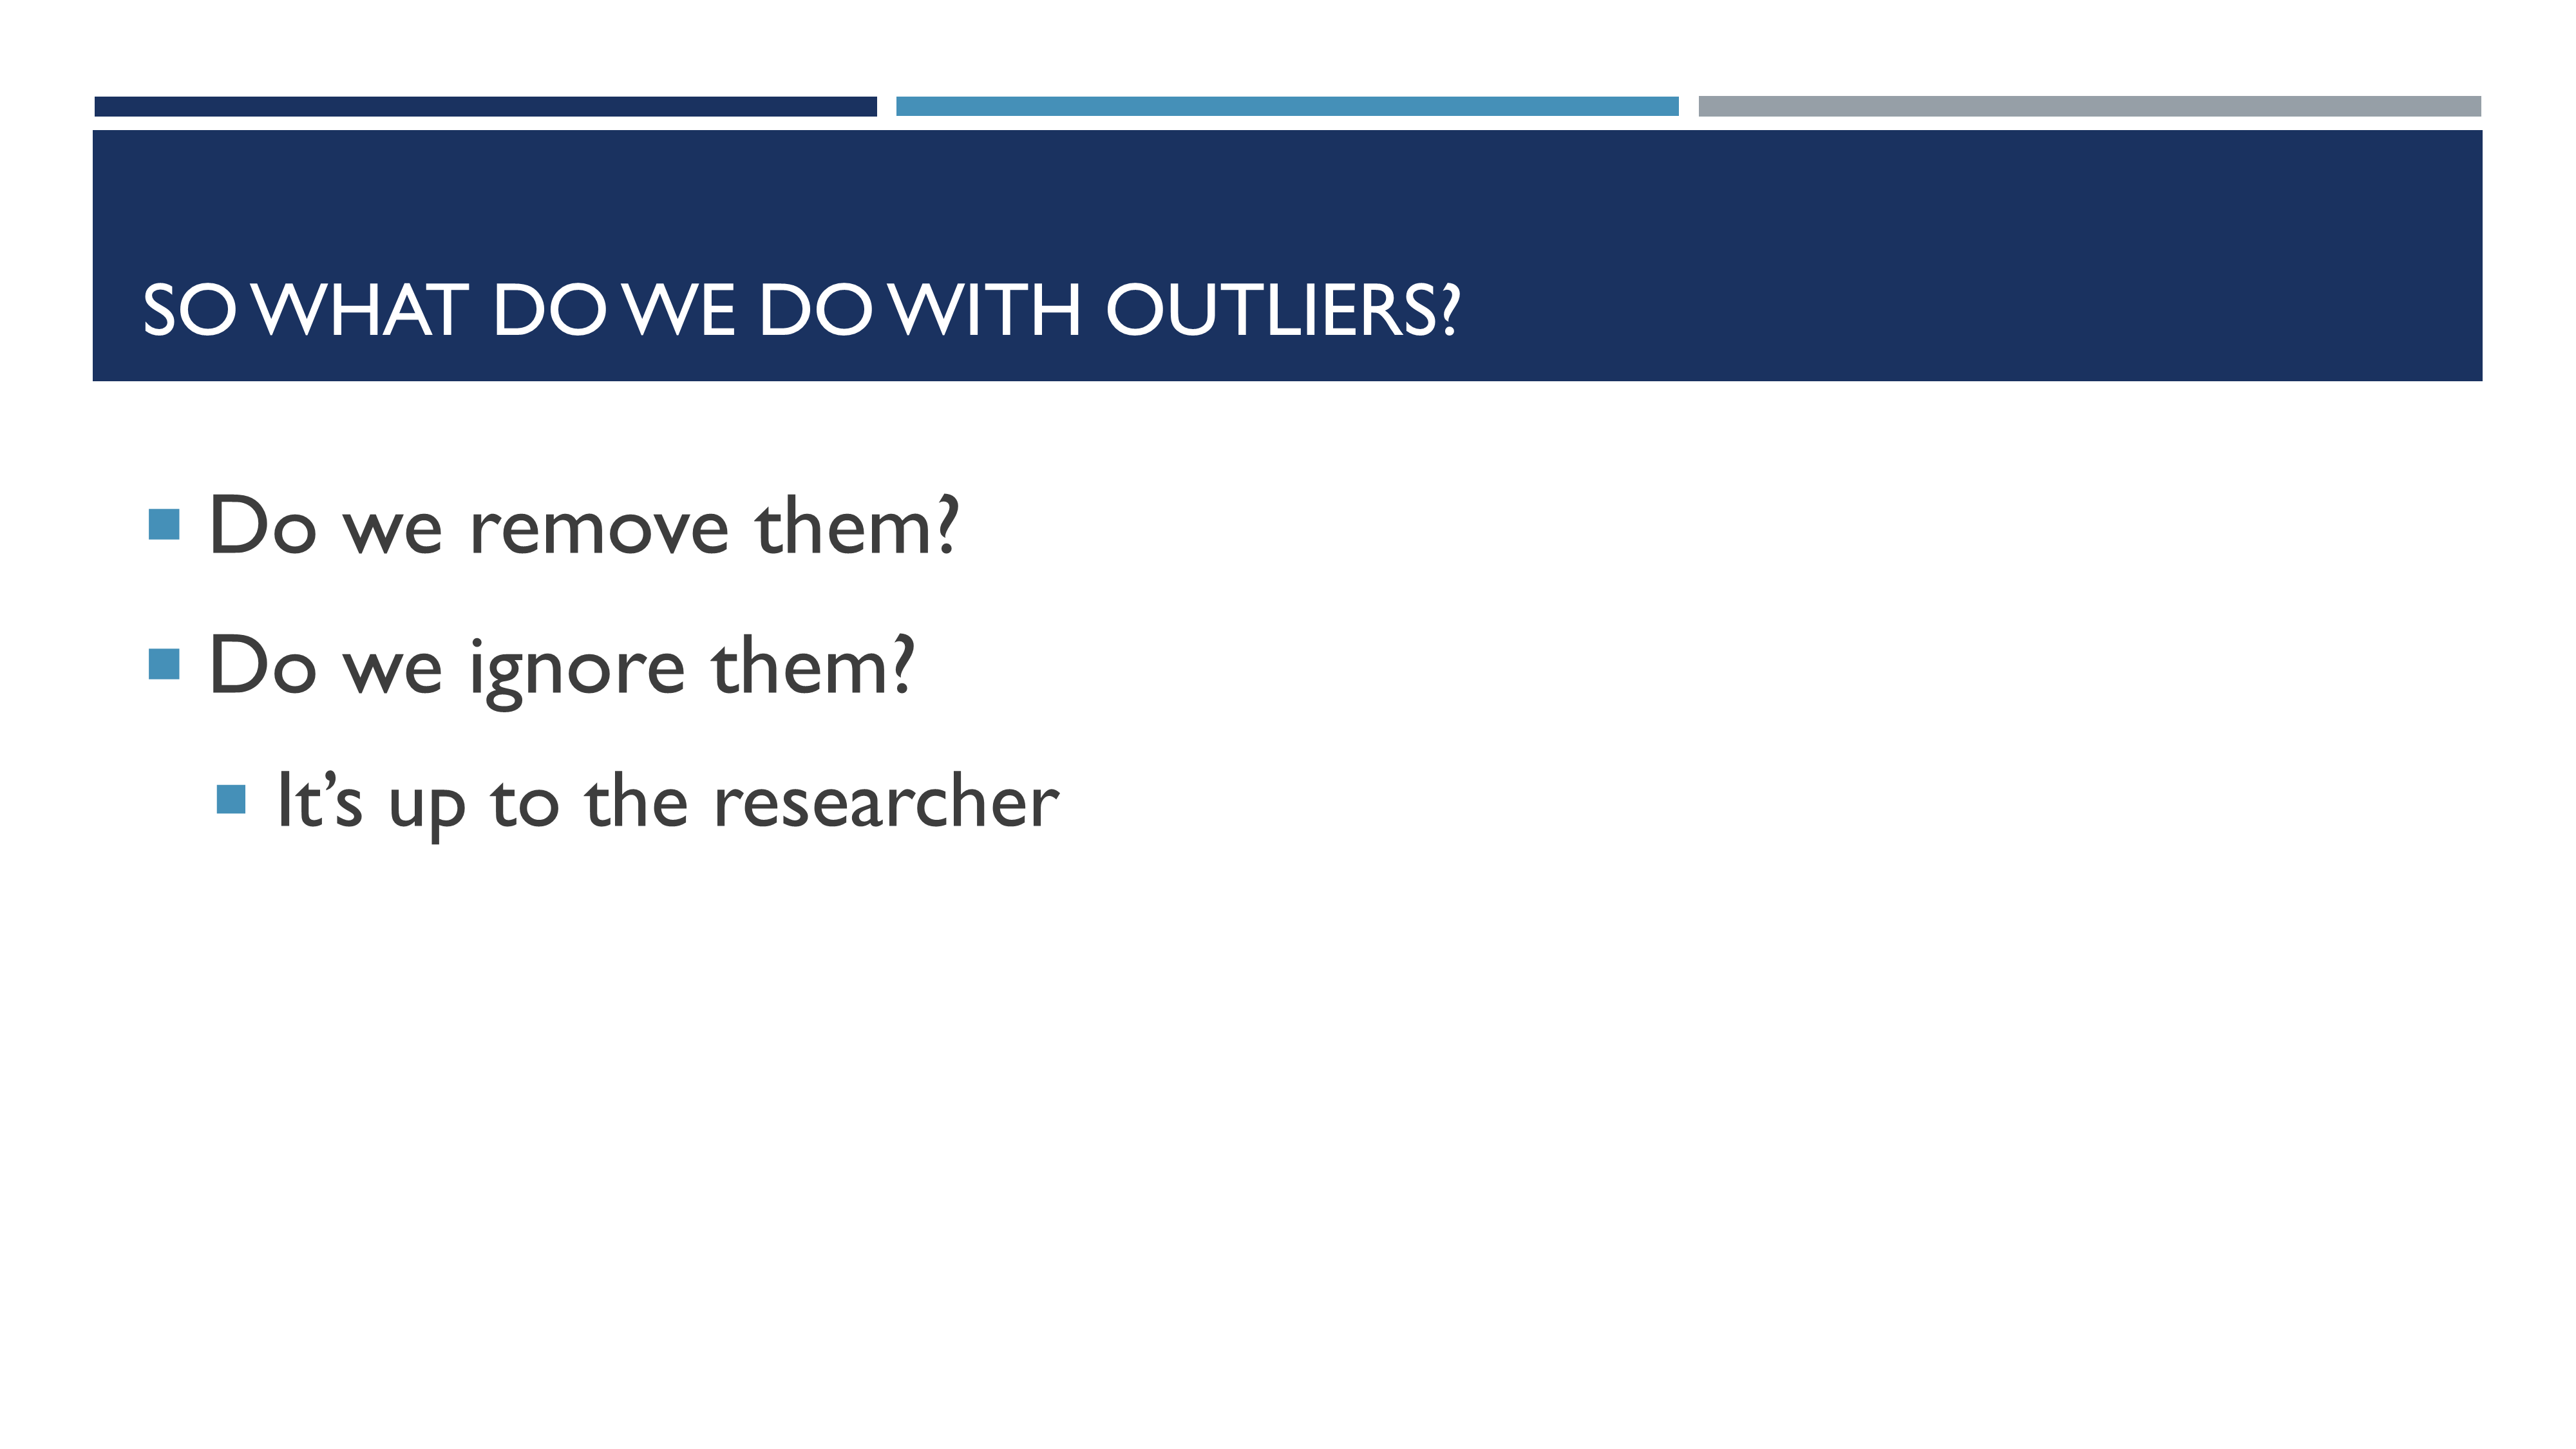 SO WHAT DO WE DO WITH OUTLIERS?
Do we remove them?
Do we ignore them?
It’s up to the researcher